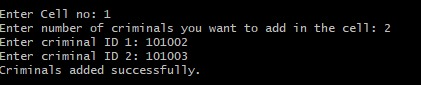 Enter Cell no: 1
Enter number of criminals you want to add in the cell: 2
Enter criminal ID 1: 101002
Enter criminal ID 2: 101003
Criminals added successfully.